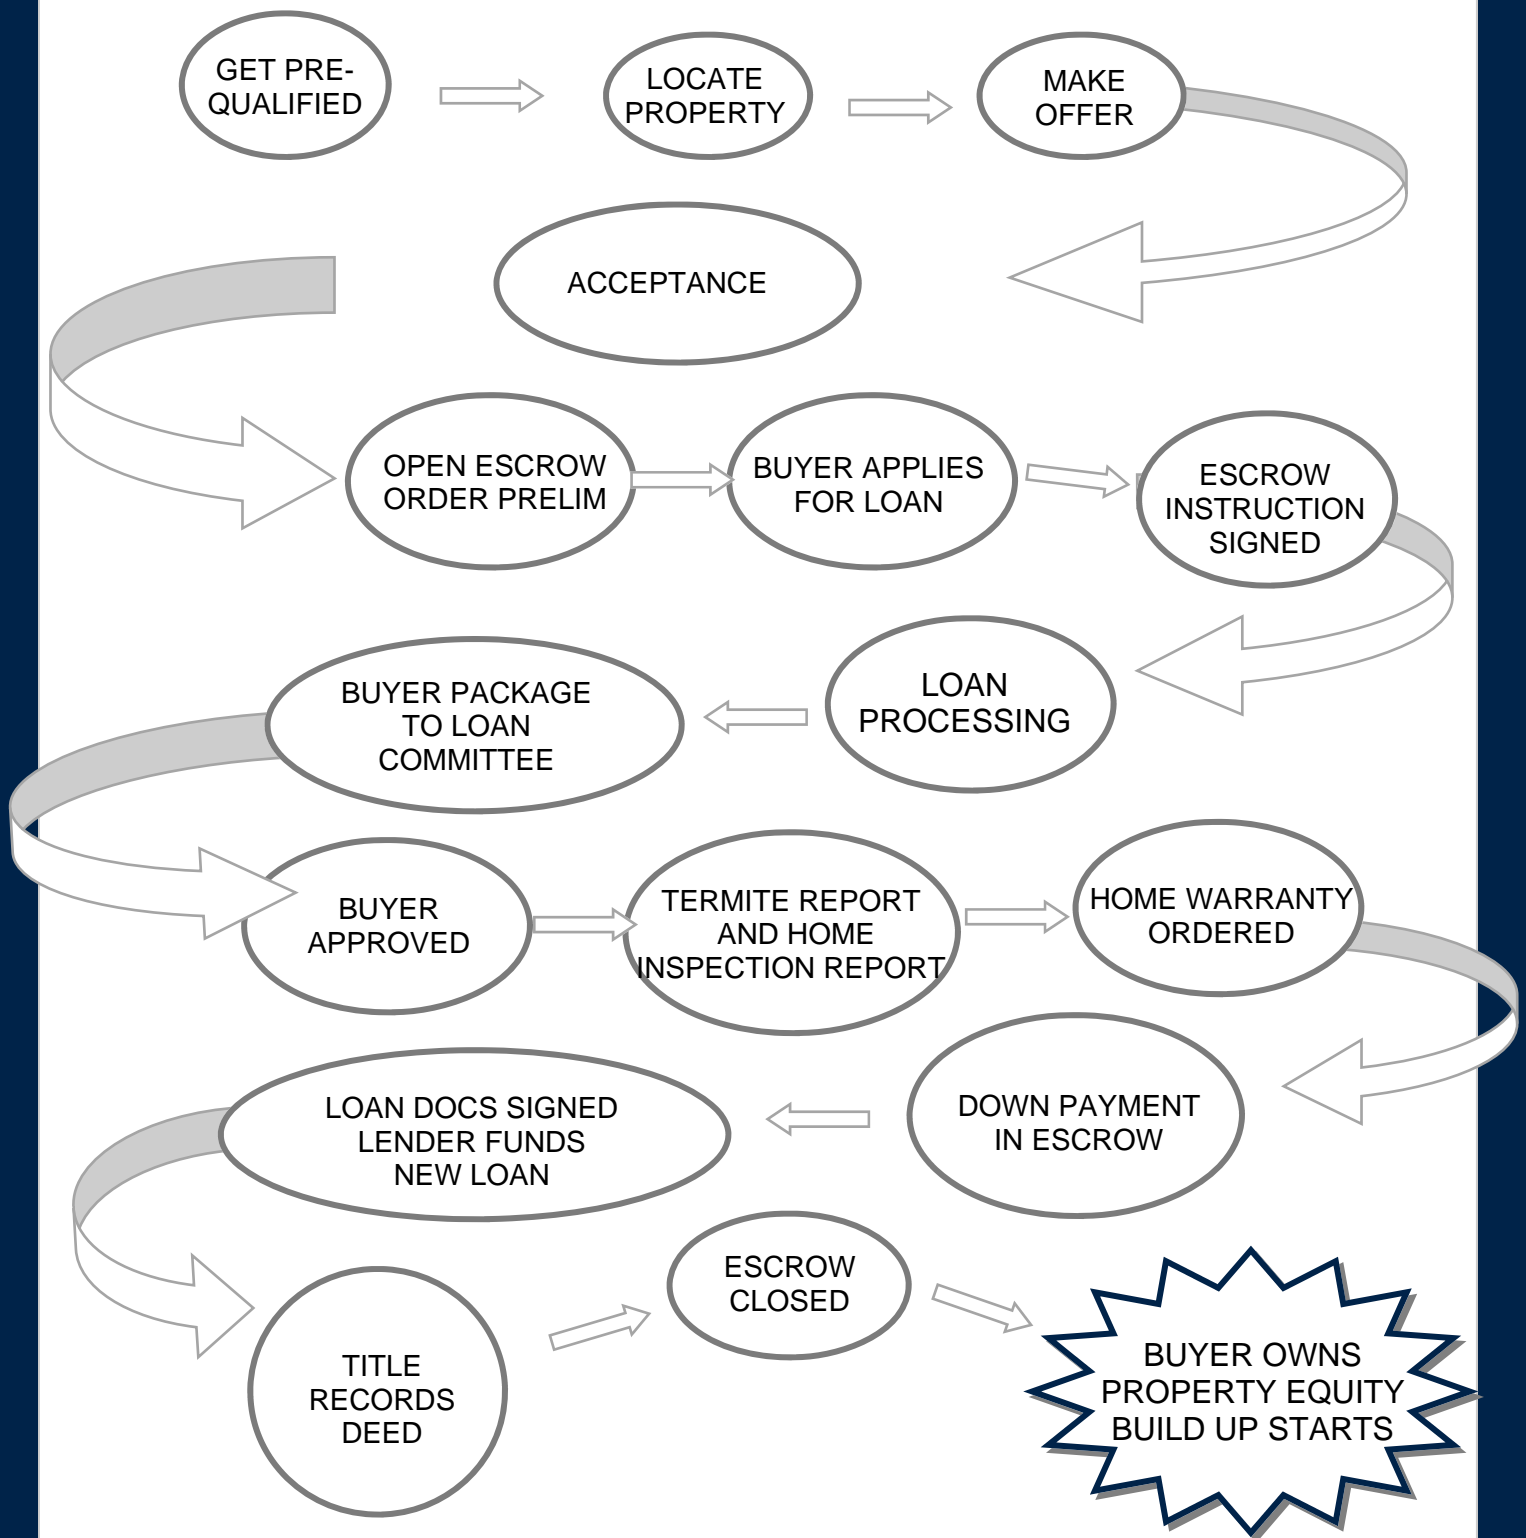 GET PRE-
QUALIFIED
LOCATE
PROPERTY
MAKE
OFFER
ACCEPTANCE
OPEN ESCROW
ORDER PRELIM
BUYER APPLIES
FOR LOAN
ESCROW
INSTRUCTION
SIGNED
LOAN
PROCESSING
BUYER PACKAGE
TO LOAN
COMMITTEE
BUYER
APPROVED
TERMITE REPORT
AND HOME
INSPECTION REPORT
HOME WARRANTY
ORDERED
DOWN PAYMENT
IN ESCROW
LOAN DOCS SIGNED
LENDER FUNDS
NEW LOAN
TITLE
RECORDS
DEED
ESCROW
CLOSED
BUYER OWNS
PROPERTY EQUITY
BUILD UP STARTS